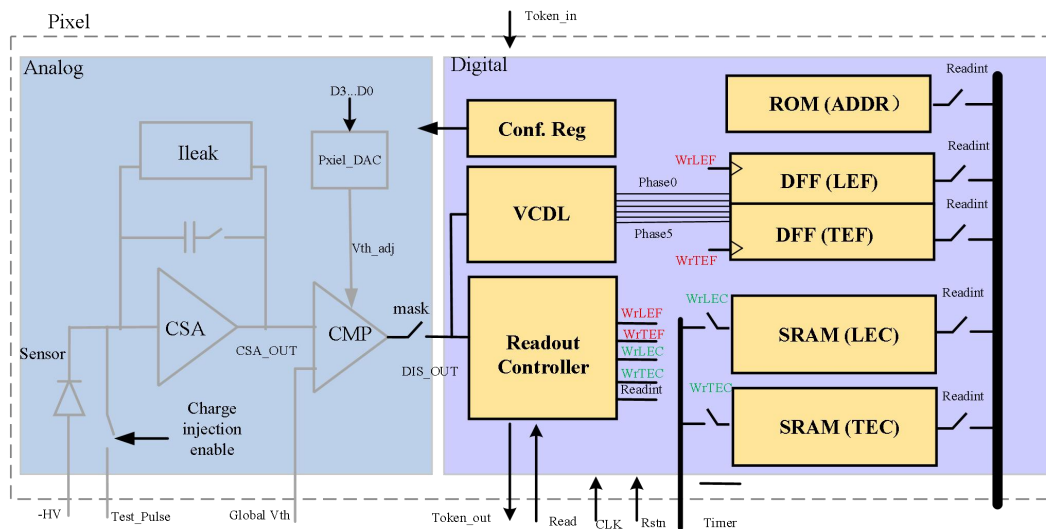 Pixel
Token_in
Analog
Digital
D3...D0
Readint
ROM (ADDR）
Conf. Reg
Ileak
Pxiel_DAC
WrLEF
Readint
DFF (LEF)
Phase0
VCDL
Readint
DFF (TEF)
Phase5
Vth_adj
WrTEF
mask
WrLEC
Readint
CSA
CMP
WrLEF
WrTEF
WrLEC
WrTEC
Readint
Readout
Controller
SRAM (LEC)
Sensor
CSA_OUT
DIS_OUT
WrTEC
Readint
SRAM (TEC)
Charge
injection
enable
-HV
Test_Pulse
Global Vth
Token_out
Read
CLK
Rstn
Timer